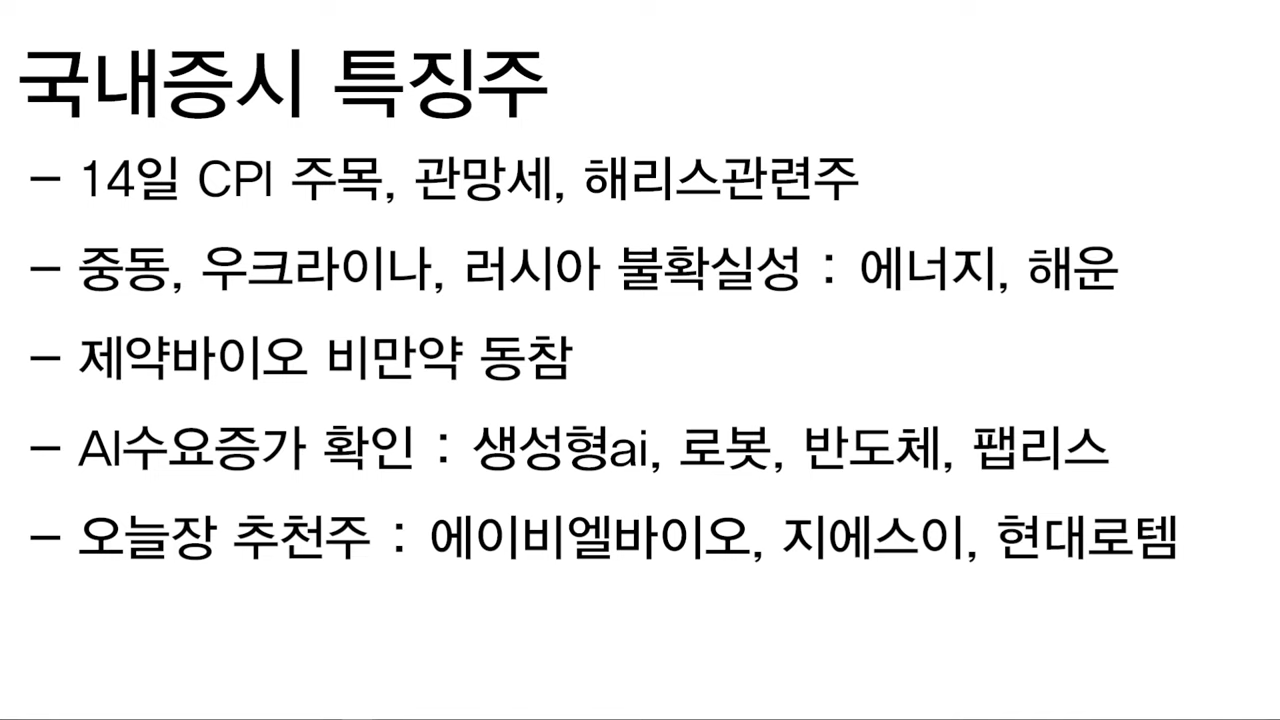 국내증시 특징주
– 14일 CPI 주목, 관망세, 해리스관련주
– 중동, 우크라이나, 러시아 불확실성 : 에너지, 해운
– 제약바이오 비만약 동참
– AI수요증가 확인 : 생성형ai, 로봇, 반도체, 팹리스
– 오늘장 추천주 : 에이비엘바이오, 지에스이, 현대로템